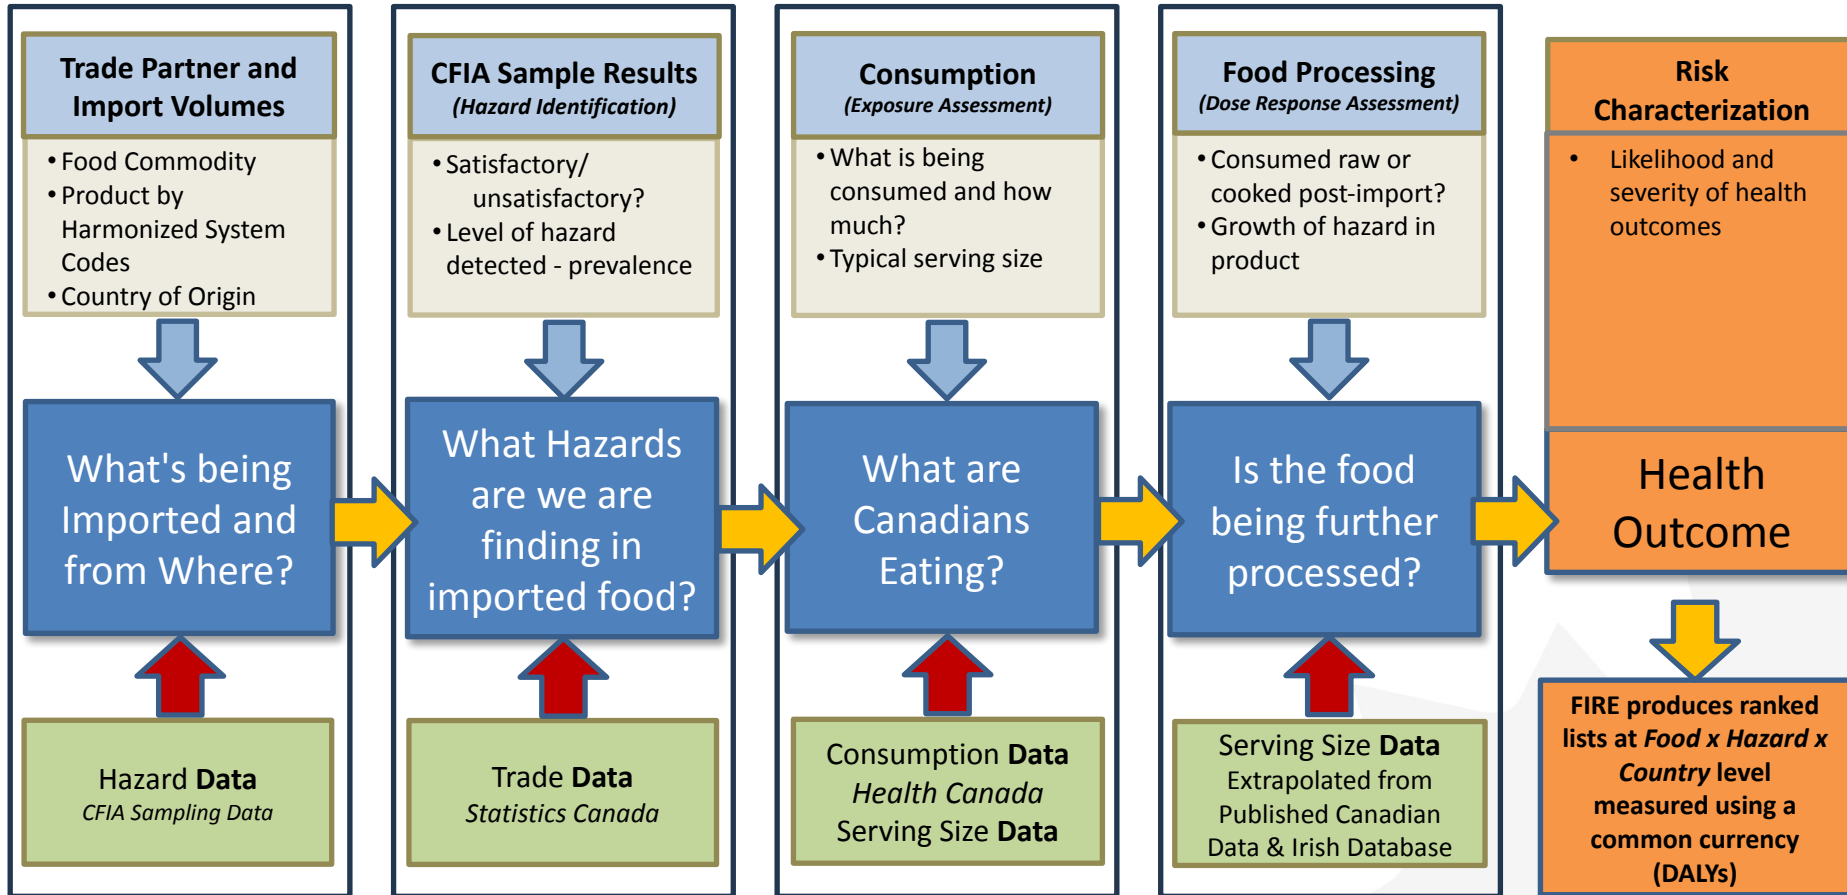 Trade Partner and
Import Volumes
• Food Commodity
• Product by
Harmonized System
Codes
• Country of Origin
What's being
Imported and
from Where?
Hazard Data
CFIA Sampling Data
CFIA Sample Results
(Hazard Identification)
• Satisfactory/
unsatisfactory?
• Level of hazard
detected - prevalence
What Hazards
are we are
finding in
imported food?
Trade Data
Statistics Canada
Consumption
(Exposure Assessment)
• What is being
consumed and how
much?
• Typical serving size
What are
Canadians
Eating?
Consumption Data
Health Canada
Serving Size Data
Food Processing
(Dose Response Assessment)
• Consumed raw or
cooked post-import?
• Growth of hazard in
product
Is the food
being further
processed?
Serving Size Data
Extrapolated from
Published Canadian
Data & Irish Database
Risk
Characterization
• Likelihood and
severity of health
outcomes
Health
Outcome
FIRE produces ranked
lists at Food x Hazard x
Country level
measured using a
common currency
(DALYs)